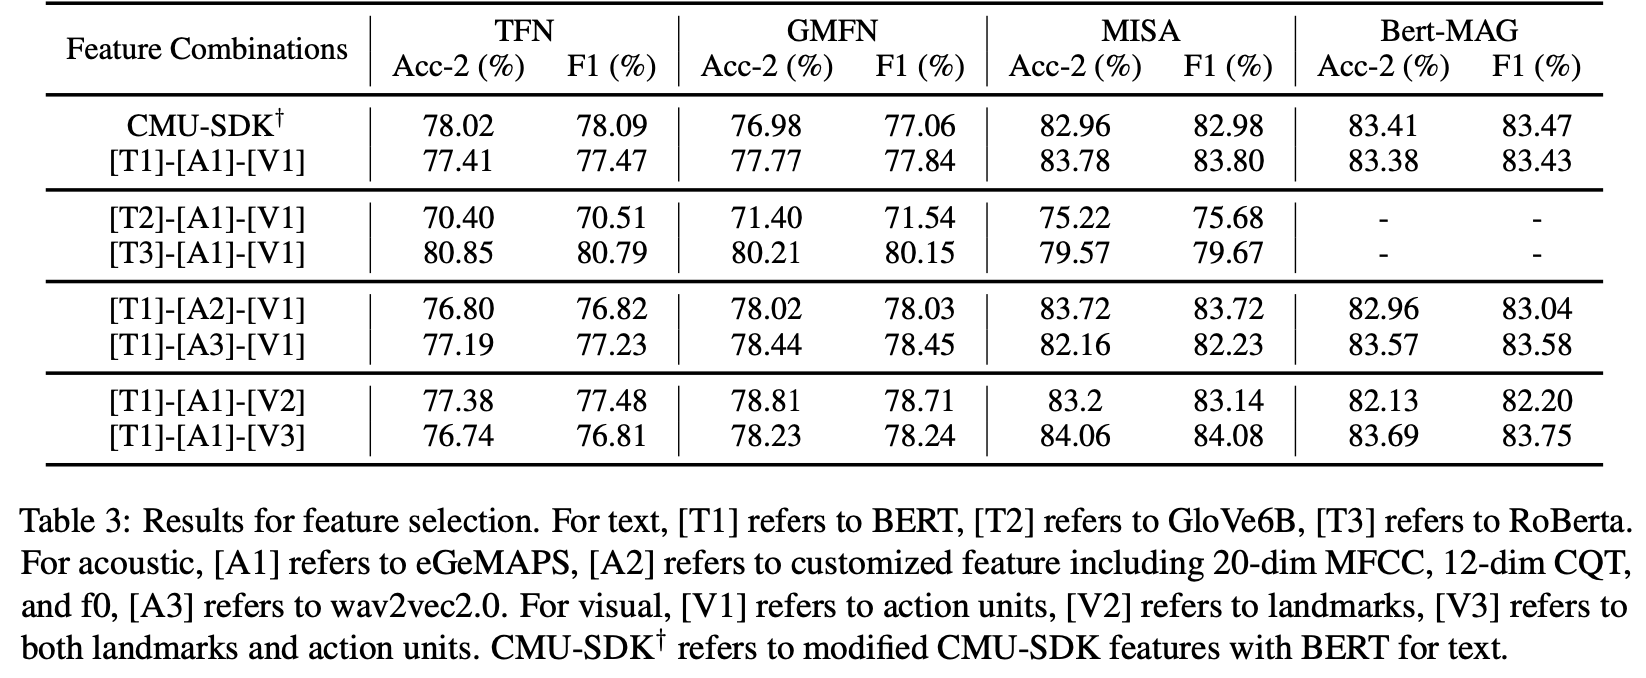 Feature Combinations TFN GMFN MISA Bert-MAG
Acc-2 (%) F1 (%) Acc-2 (%) F1 (%) Acc-2 (%) F1 (%) Acc-2 (%) F1 (%)
CMU-SDK† 78.02 78.09 76.98 77.06 82.96 82.98 83.41 83.47
[T1]-[A1]-[V1] 77.41 77.47 77.77 77.84 83.78 83.80 83.38 83.43
[T2]-[A1]-[V1] 70.40 70.51 71.40 71.54 75.22 75.68 - -
[T3]-[A1]-[V1] 80.85 80.79 80.21 80.15 79.57 79.67 - -
[T1]-[A2]-[V1] 76.80 76.82 78.02 78.03 83.72 83.72 82.96 83.04
[T1]-[A3]-[V1] 77.19 77.23 78.44 78.45 82.16 82.23 83.57 83.58
[T1]-[A1]-[V2] 77.38 77.48 78.81 78.71 83.2 83.14 82.13 82.20
[T1]-[A1]-[V3] 76.74 76.81 78.23 78.24 84.06 84.08 83.69 83.75
Table 3: Results for feature selection. For text, [T1] refers to BERT, [T2] refers to GloVe6B, [T3] refers to RoBerta.
For acoustic, [A1] refers to eGeMAPS, [A2] refers to customized feature including 20-dim MFCC, 12-dim CQT,
and f0, [A3] refers to wav2vec2.0. For visual, [V1] refers to action units, [V2] refers to landmarks, [V3] refers to
both landmarks and action units. CMU-SDK† refers to modified CMU-SDK features with BERT for text.